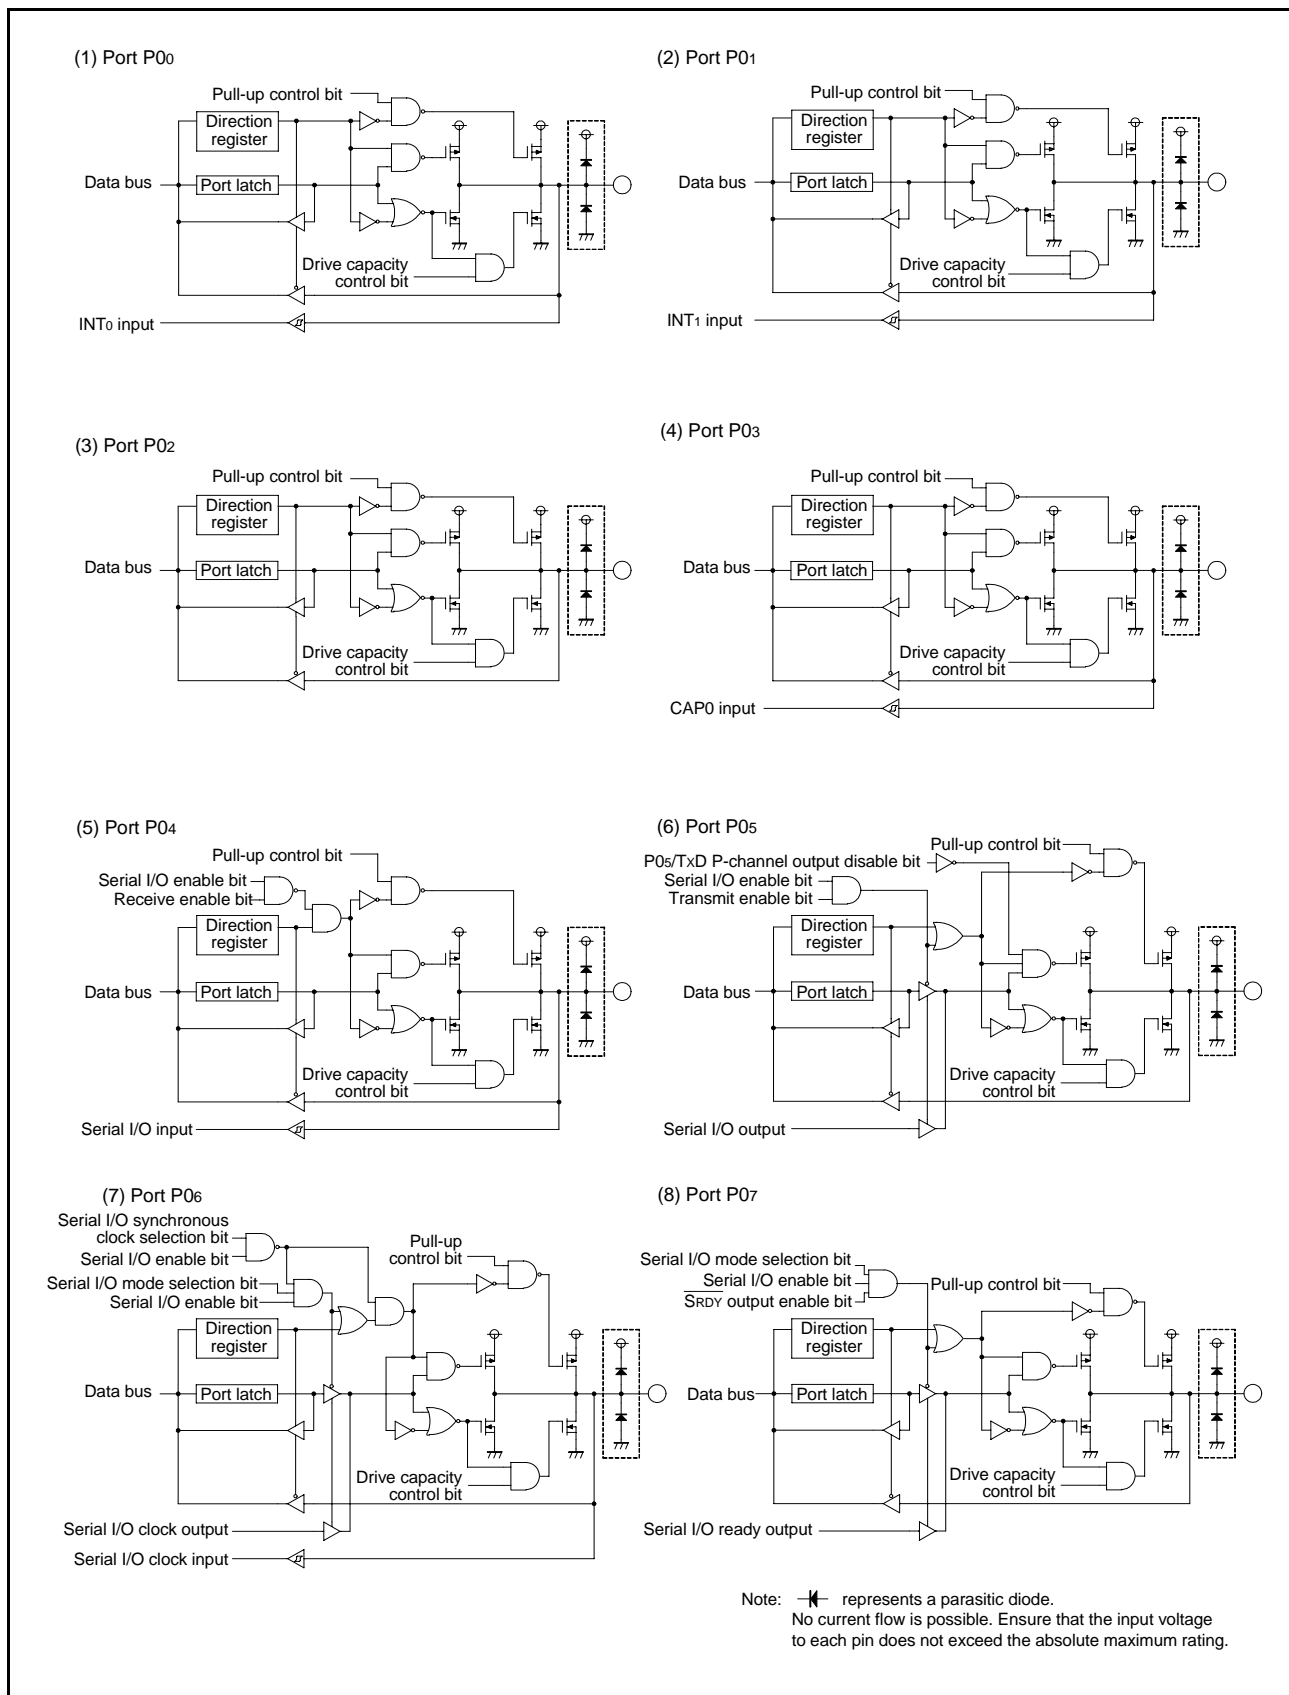 (1) Port P00
Pull-up control bit
Direction
register
Data bus
Port latch
Drive capacity
control bit
INT0 input
(2) Port P01
Pull-up control bit
Direction
register
Data bus
Port latch
Drive capacity
control bit
INT1 input
(3) Port P02
Pull-up control bit
Direction
register
Data bus
Port latch
Drive capacity
control bit
(4) Port P03
Pull-up control bit
Direction
register
Data bus
Port latch
Drive capacity
control bit
CAP0 input
(5) Port P04
Pull-up control bit
Serial I/O enable bit
Receive enable bit
Direction
register
Data bus
Port latch
Drive capacity
control bit
Serial I/O input
(6) Port P05
Pull-up control bit
P05/TxD P-channel output disable bit
Serial I/O enable bit
Transmit enable bit
Direction
register
Data bus
Port latch
Drive capacity
control bit
Serial I/O output
(7) Port P06
Serial I/O synchronous
clock selection bit
Serial I/O enable bit
Pull-up
control bit
Serial I/O mode selection bit
Serial I/O enable bit
Direction
register
Data bus
Port latch
Drive capacity
control bit
Serial I/O clock output
Serial I/O clock input
(8) Port P07
Serial I/O mode selection bit
Serial I/O enable bit
SRDY output enable bit
Pull-up control bit
Direction
register
Data bus
Port latch
Drive capacity
control bit
Serial I/O ready output
Note: represents a parasitic diode.
No current flow is possible. Ensure that the input voltage
to each pin does not exceed the absolute maximum rating.